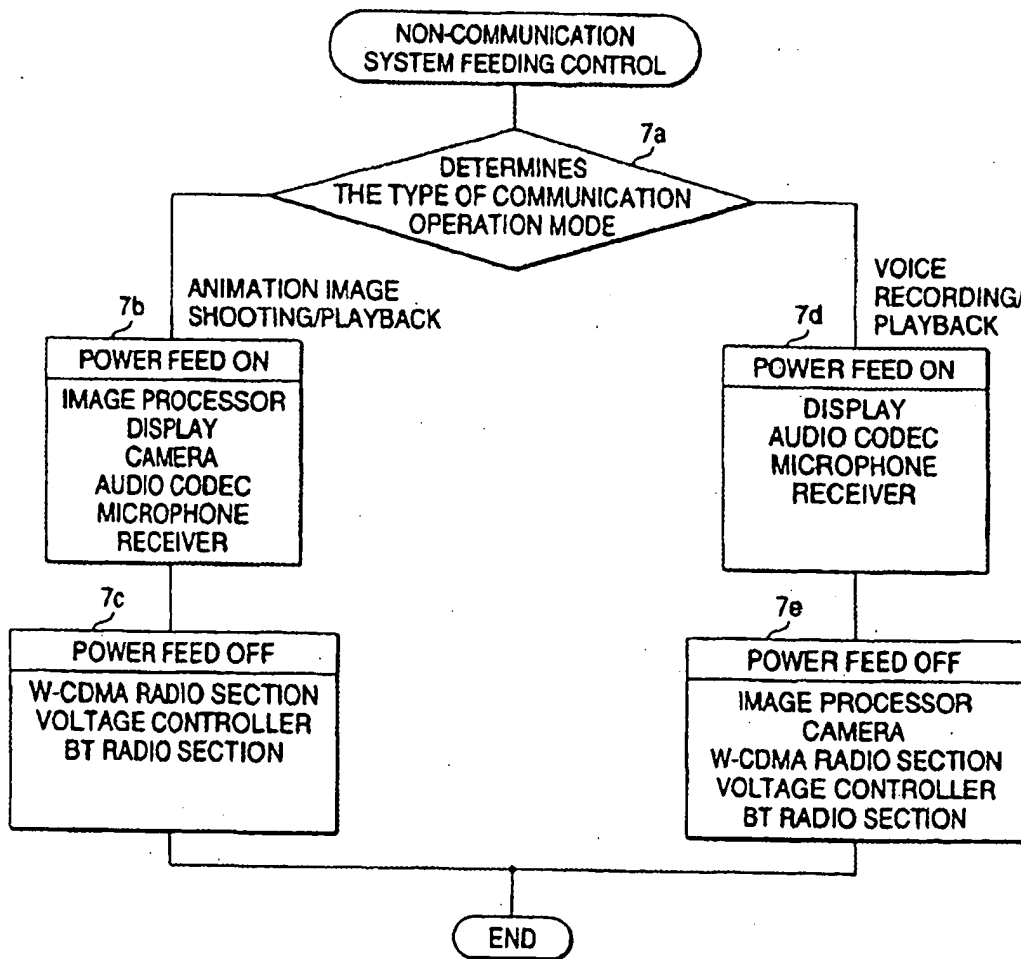 NON-COMMUNICATION
SYSTEM FEEDING CONTROL
7a
DETERMINES
THE TYPE OF COMMUNICATION
OPERATION MODE
ANIMATION IMAGE
SHOOTING/PLAYBACK
7b
POWER FEED ON
IMAGE PROCESSOR
DISPLAY
CAMERA
AUDIO CODEC
MICROPHONE
RECEIVER
7c
POWER FEED OFF
W-CDMA RADIO SECTION
VOLTAGE CONTROLLER
BT RADIO SECTION
VOICE
RECORDING/
PLAYBACK
7d
POWER FEED ON
DISPLAY
AUDIO CODEC
MICROPHONE
RECEIVER
7e
POWER FEED OFF
IMAGE PROCESSOR
CAMERA
W-CDMA RADIO SECTION
VOLTAGE CONTROLLER
BT RADIO SECTION
END